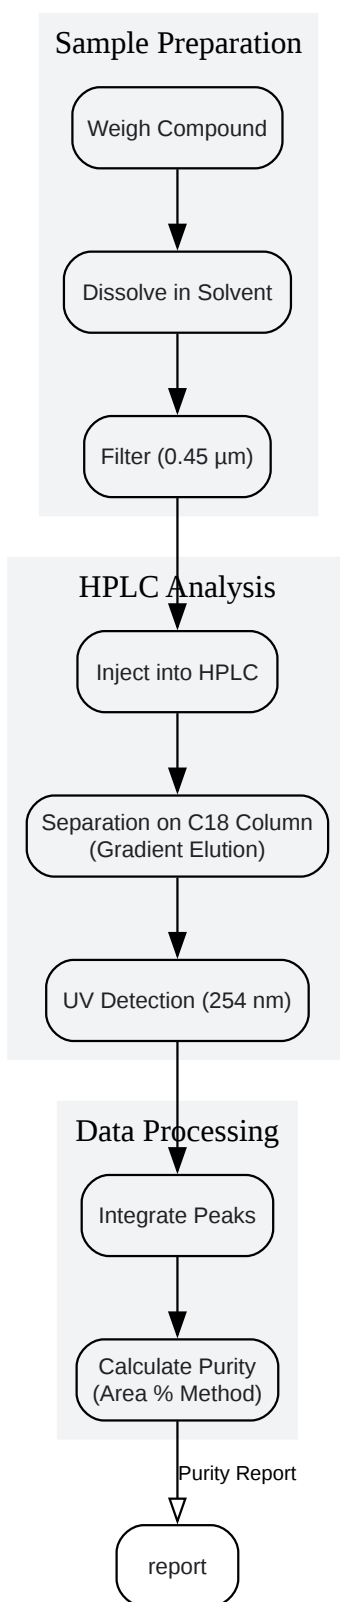 Sample Preparation
Weigh Compound
Dissolve in Solvent
Filter (0.45 µm)
HPLC Analysis
Inject into HPLC
Separation on C18 Column
(Gradient Elution)
UV Detection (254 nm)
Data Processing
Integrate Peaks
Calculate Purity
(Area % Method)
Purity Report
report